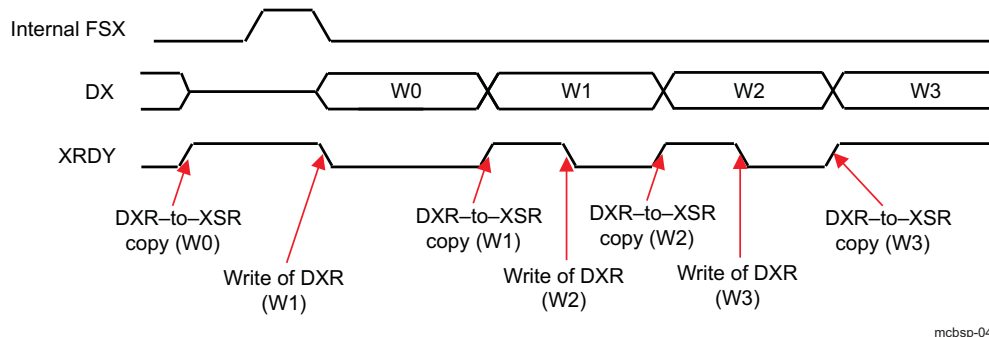 Internal FSX
DX
W0
W1
W2
W3
XRDY
DXR–to–XSR
copy (W0)
Write of DXR
(W1)
DXR–to–XSR
copy (W1)
Write of DXR
(W2)
DXR–to–XSR
copy (W2)
Write of DXR
(W3)
DXR–to–XSR
copy (W3)
mcbsp-04